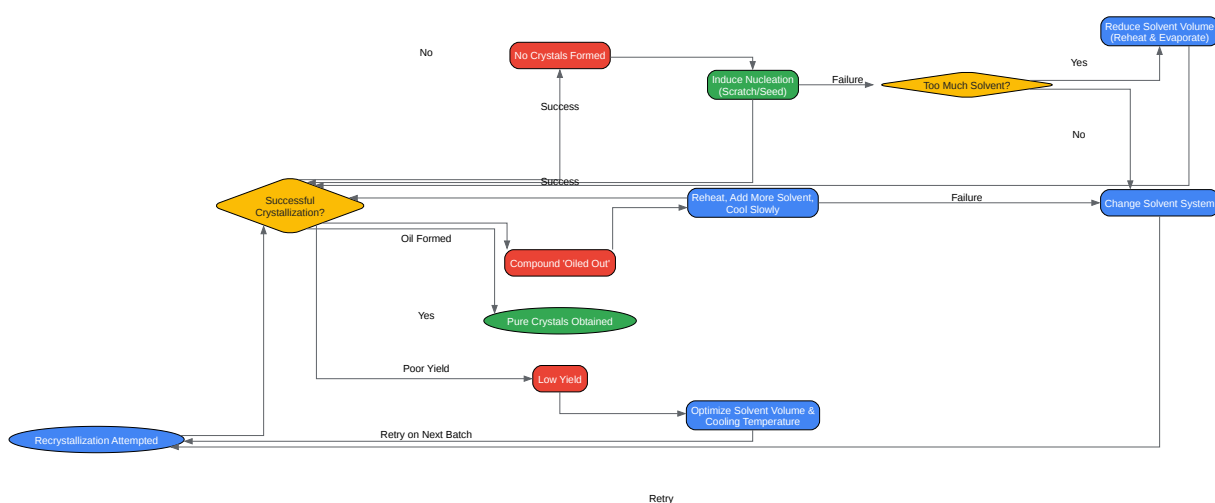 Reduce Solvent Volume
(Reheat & Evaporate)
No
No Crystals Formed
Yes
Induce Nucleation
(Scratch/Seed)
Failure
Too Much Solvent?
Success
No
Success
Successful
Crystallization?
Reheat, Add More Solvent,
Cool Slowly
Failure
Change Solvent System
Oil Formed
Compound 'Oiled Out'
Yes
Pure Crystals Obtained
Poor Yield
Low Yield
Optimize Solvent Volume &
Cooling Temperature
Recrystallization Attempted
Retry on Next Batch
Retry